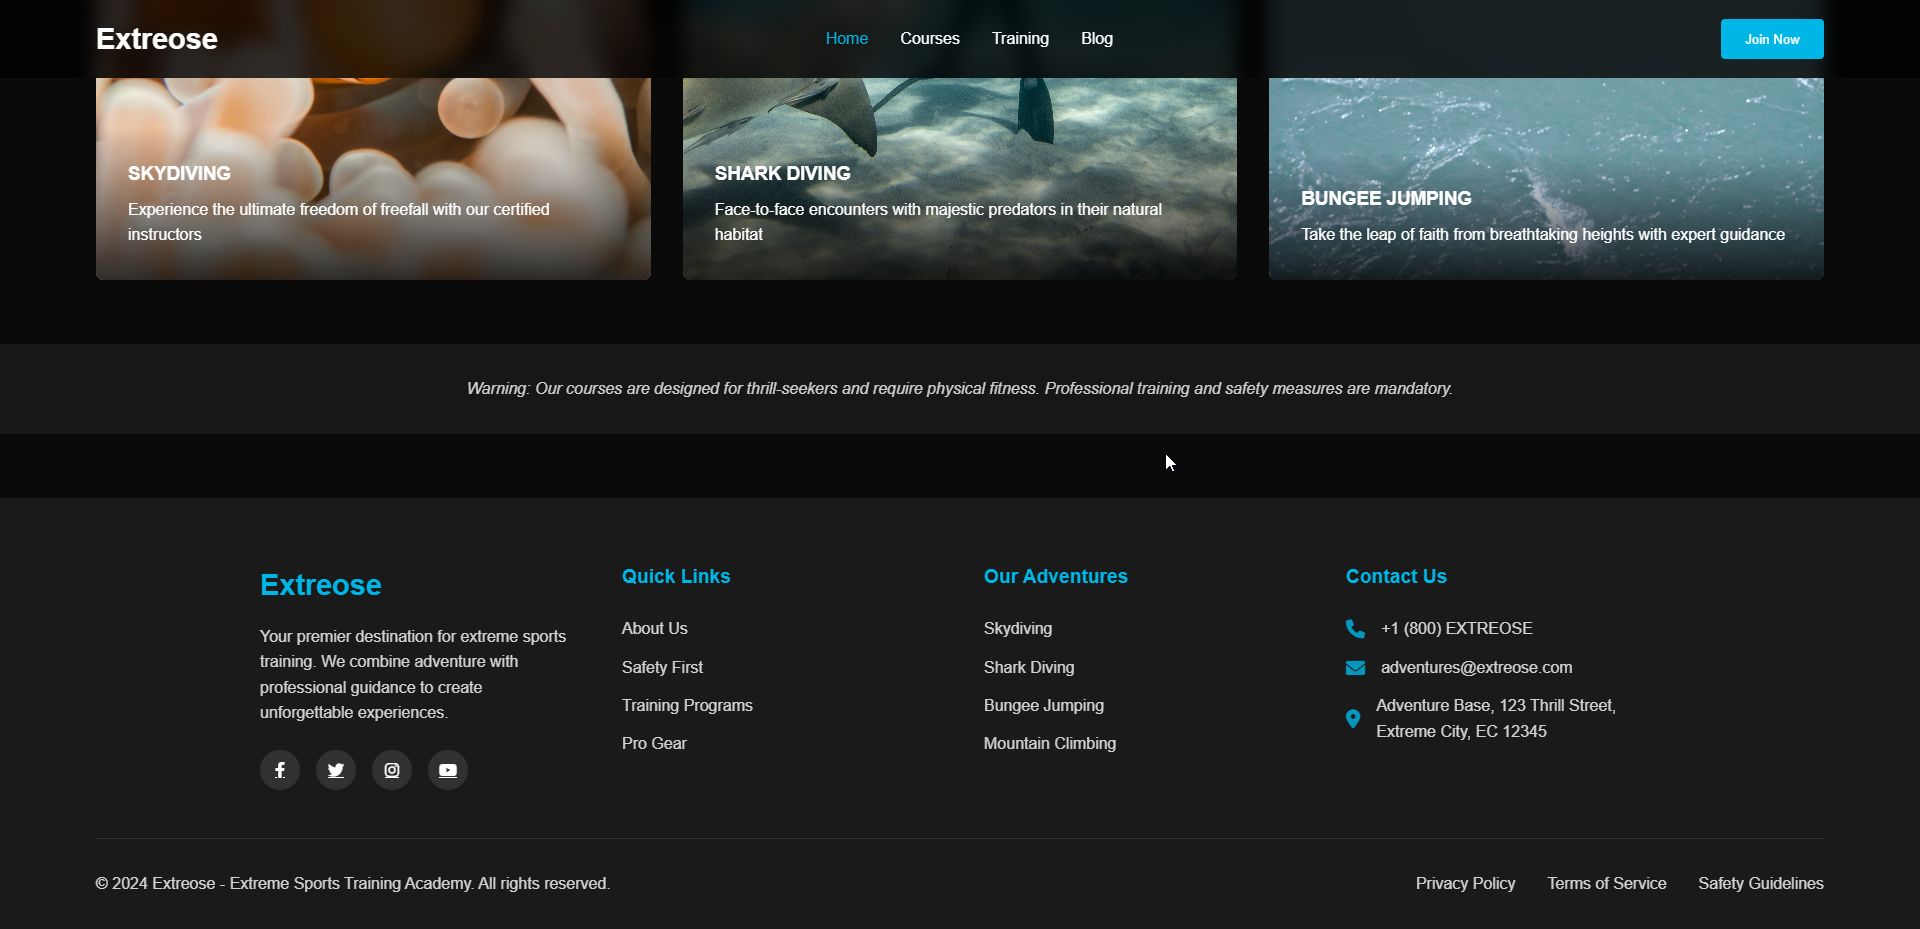 Extreose
Home Courses Training Blog
Join Now
SKYDIVING
Experience the ultimate freedom of freefall with our certified
instructors
SHARK DIVING
Face-to-face encounters with majestic predators in their natural
habitat
BUNGEE JUMPING
Take the leap of faith from breathtaking heights with expert guidance
Warning: Our courses are designed for thrill-seekers and require physical fitness. Professional training and safety measures are mandatory.
Extreose
Your premier destination for extreme sports
training. We combine adventure with
professional guidance to create
unforgettable experiences.
Quick Links
About Us
Safety First
Training Programs
Pro Gear
Our Adventures
Skydiving
Shark Diving
Bungee Jumping
Mountain Climbing
Contact Us
+1 (800) EXTREOSE
adventures@extreose.com
Adventure Base, 123 Thrill Street,
Extreme City, EC 12345
© 2024 Extreose - Extreme Sports Training Academy. All rights reserved.
Privacy Policy Terms of Service Safety Guidelines